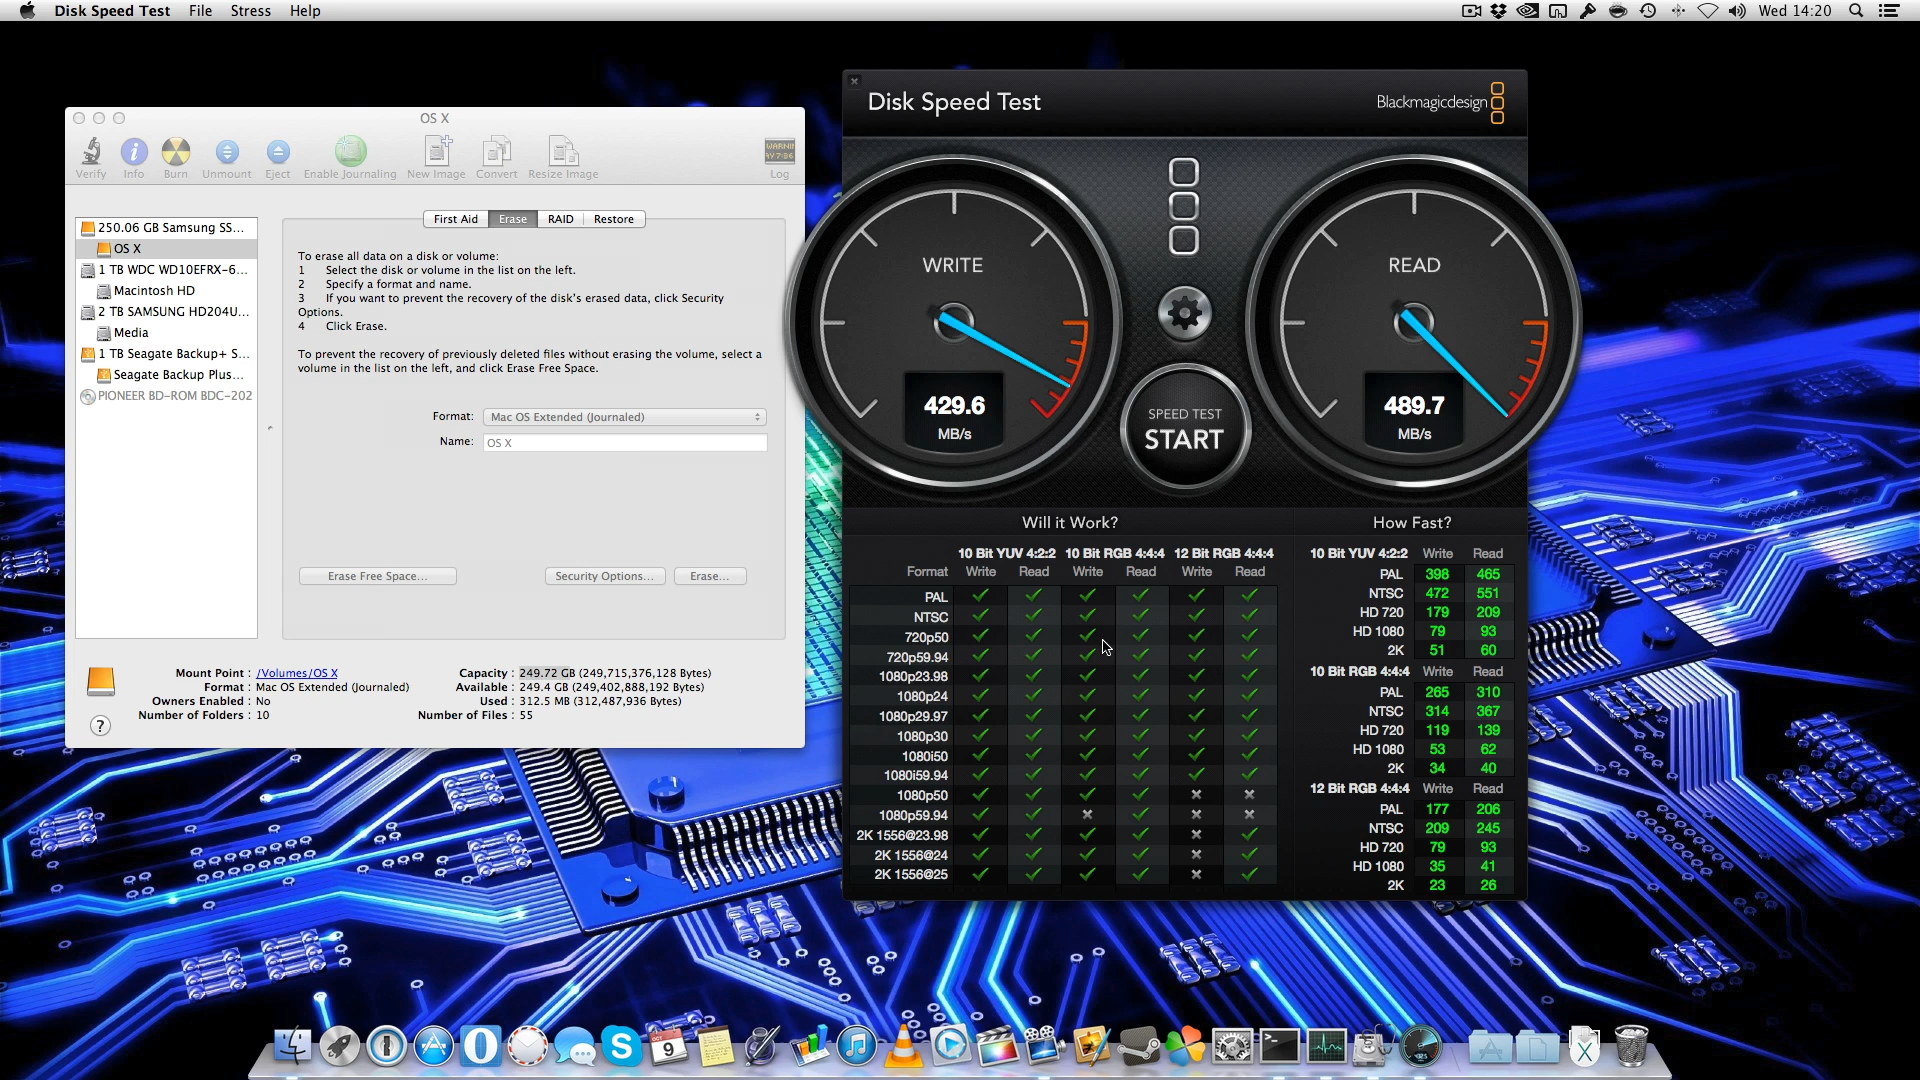 Disk Speed Test File Stress Help
Wed 14:20
OS X
Verify Info Burn Unmount Eject Enable Journaling New Image Convert Resize Image Log
250.06 GB Samsung SS...
OS X
1 TB WDC WD10EFRX-6...
Macintosh HD
2 TB SAMSUNG HD204U...
Media
1 TB Seagate Backup+ S...
Seagate Backup Plus...
PIONEER BD-ROM BDC-202
First Aid Erase RAID Restore
To erase all data on a disk or volume:
1 Select the disk or volume in the list on the left.
2 Specify a format and name.
3 If you want to prevent the recovery of the disk's erased data, click Security
Options.
4 Click Erase.
To prevent the recovery of previously deleted files without erasing the volume, select a
volume in the list on the left, and click Erase Free Space.
Format: Mac OS Extended (Journaled)
Name: OS X
Erase Free Space... Security Options... Erase...
Mount Point : /Volumes/OS X
Format : Mac OS Extended (Journaled)
Owners Enabled : No
Number of Folders : 10
Capacity : 249.72 GB (249,715,376,128 Bytes)
Available : 249.4 GB (249,402,888,192 Bytes)
Used : 312.5 MB (312,487,936 Bytes)
Number of Files : 55
?
Disk Speed Test
Blackmagicdesign
WRITE
429.6
MB/s
SPEED TEST
START
READ
489.7
MB/s
Will it Work?
10 Bit YUV 4:2:2 10 Bit RGB 4:4:4 12 Bit RGB 4:4:4
Format Write Read Write Read Write Read
PAL
NTSC
720p50
720p59.94
1080p23.98
1080p24
1080p29.97
1080p30
1080i50
1080i59.94
1080p50
1080p59.94
2K 1556@23.98
2K 1556@24
2K 1556@25
How Fast?
10 Bit YUV 4:2:2 Write Read
PAL 398 465
NTSC 472 551
HD 720 179 209
HD 1080 79 93
2K 51 60
10 Bit RGB 4:4:4 Write Read
PAL 265 310
NTSC 314 367
HD 720 119 139
HD 1080 53 62
2K 34 40
12 Bit RGB 4:4:4 Write Read
PAL 177 206
NTSC 209 245
HD 720 79 93
HD 1080 35 41
2K 23 26
9